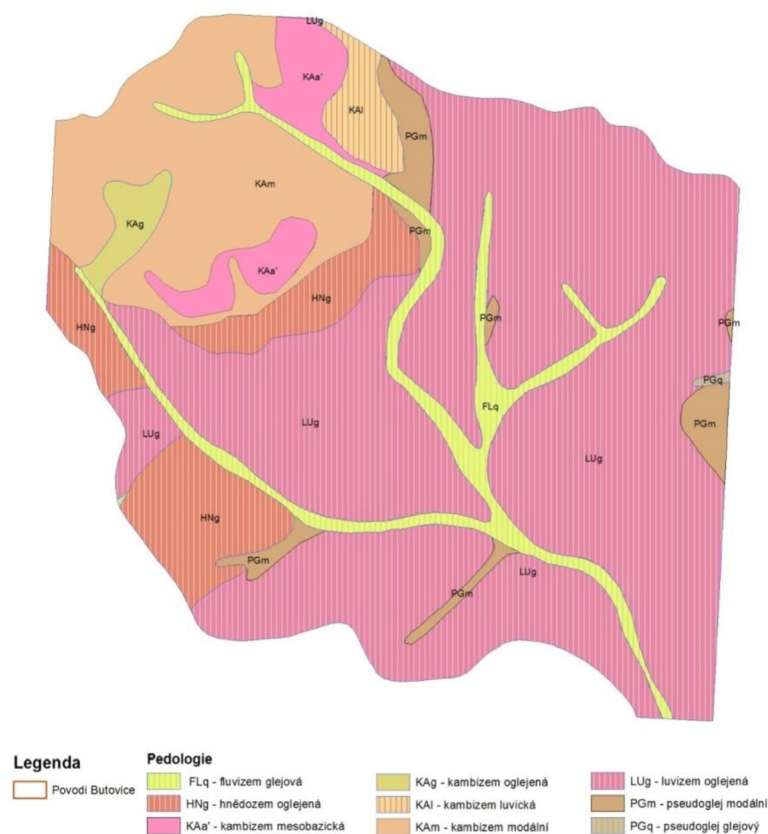 LUg
KAa'
KAl
PGm
KAm
KAg
PGm
KAa'
HNg
HNg
PGm
PGm
PGq
FLq
PGm
LUg
LUg
LUg
HNg
PGm
LUg
PGm
Legenda
Povodi Butovice
Pedologie
FLq - fluvizem glejová
HNg - hnědozem oglejená
KAa' - kambizem mesobazická
KAg - kambizem oglejená
KAl - kambizem luvická
KAm - kambizem modální
LUg - luvizem oglejená
PGm - pseudoglej modální
PGq - pseudoglej glejový